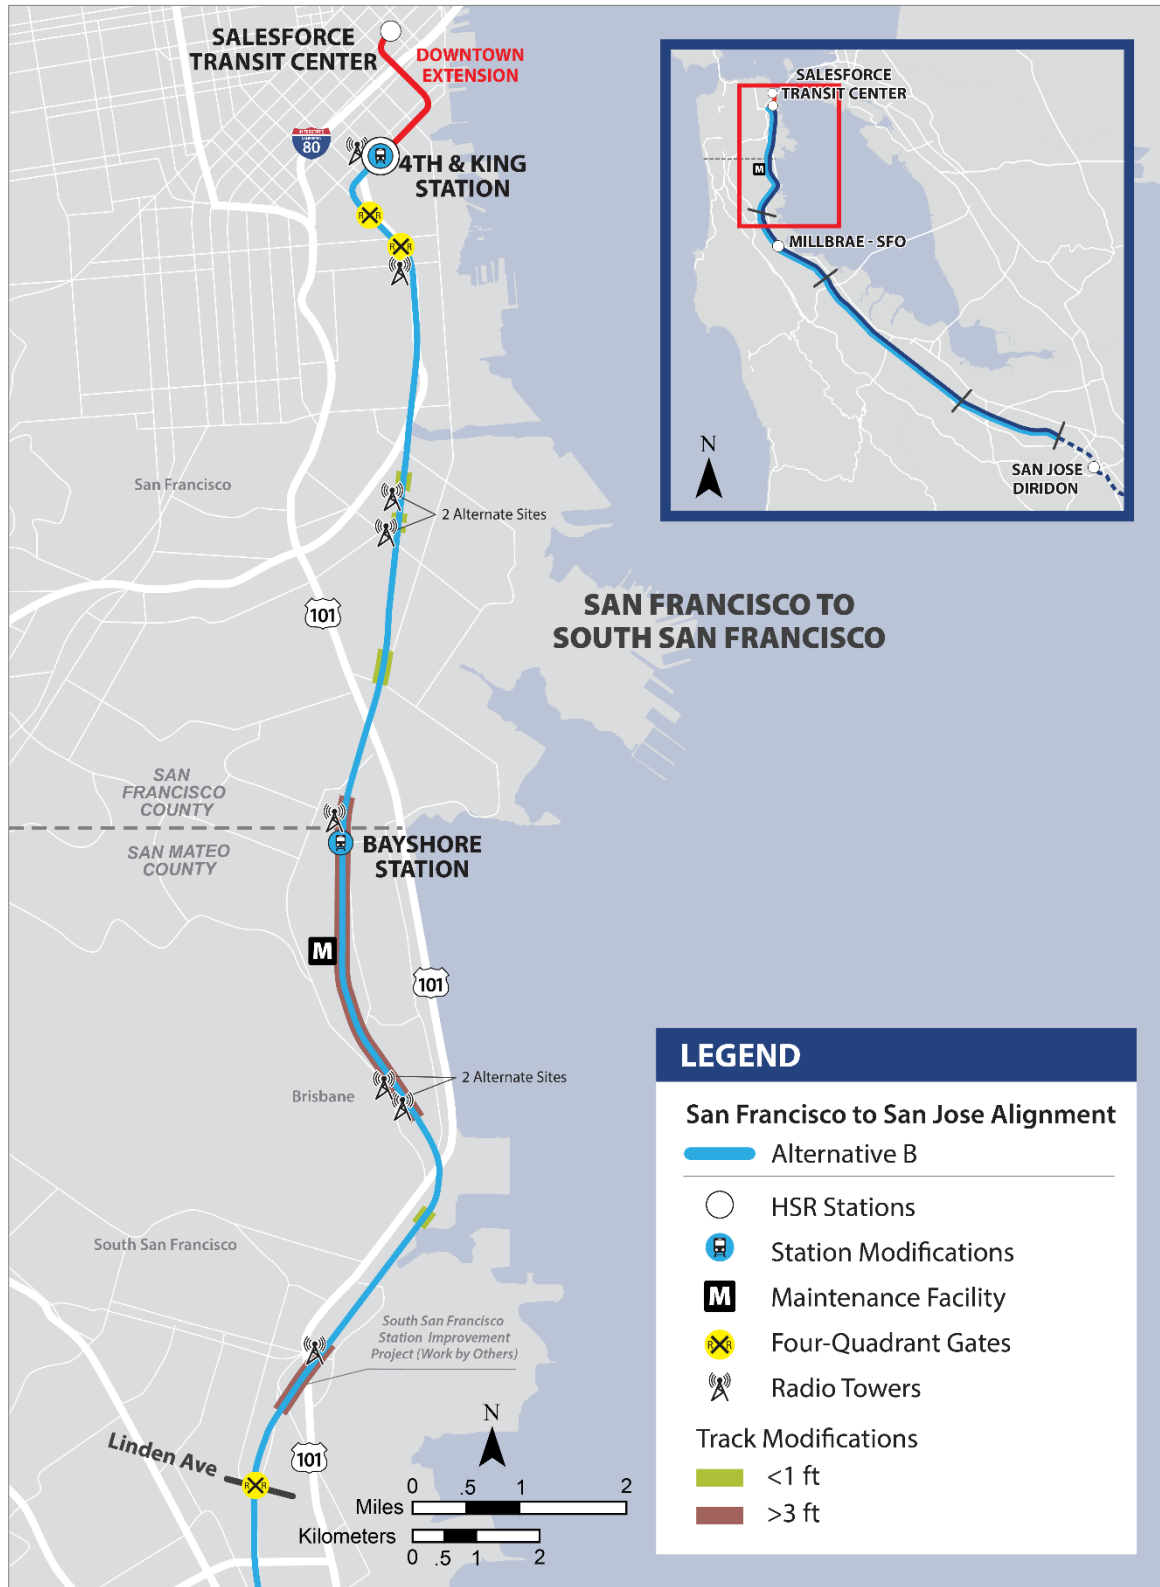 SALESFORCE
TRANSIT CENTER
DOWNTOWN
EXTENSION
INTERSTATE
CALIFORNIA
80
4TH & KING
STATION
R R
R R
San Francisco
2 Alternate Sites
101
SAN FRANCISCO TO
SOUTH SAN FRANCISCO
SAN
FRANCISCO
COUNTY
SAN MATEO
COUNTY
BAYSHORE
STATION
M
101
2 Alternate Sites
Brisbane
South San Francisco
South San Francisco
Station Improvement
Project (Work by Others)
Linden Ave
R R
101
N
0 .5 1 2
Miles
Kilometers
0 .5 1 2
SALESFORCE
TRANSIT CENTER
M
MILLBRAE - SFO
N
SAN JOSE
DIRIDON
LEGEND
San Francisco to San Jose Alignment
Alternative B
HSR Stations
Station Modifications
M Maintenance Facility
R R Four-Quadrant Gates
Radio Towers
Track Modifications
<1 ft
>3 ft